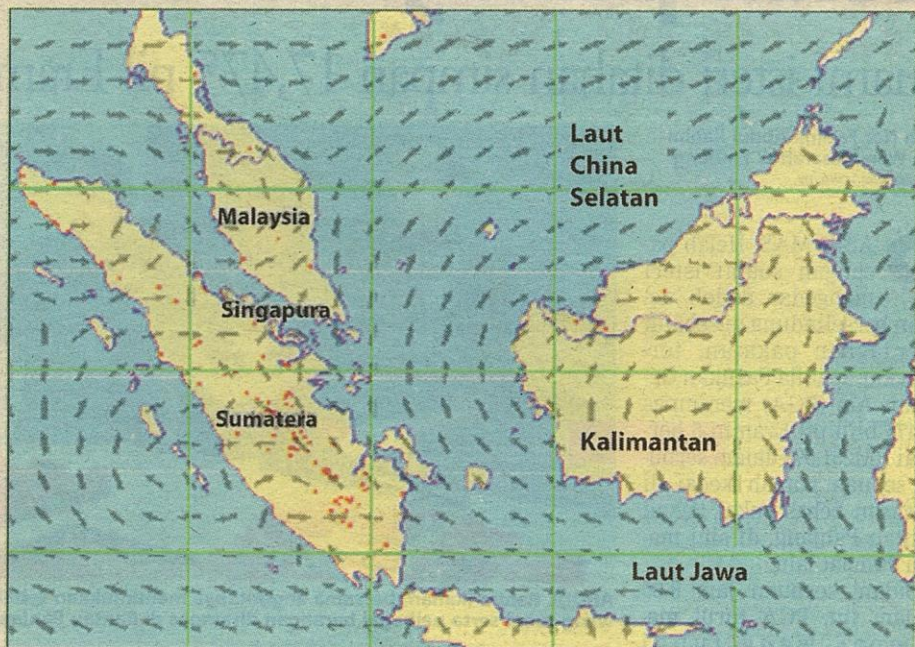 Laut
China
Selatan
Malaysia
Singapura
Sumatera
Kalimantan
Laut Jawa